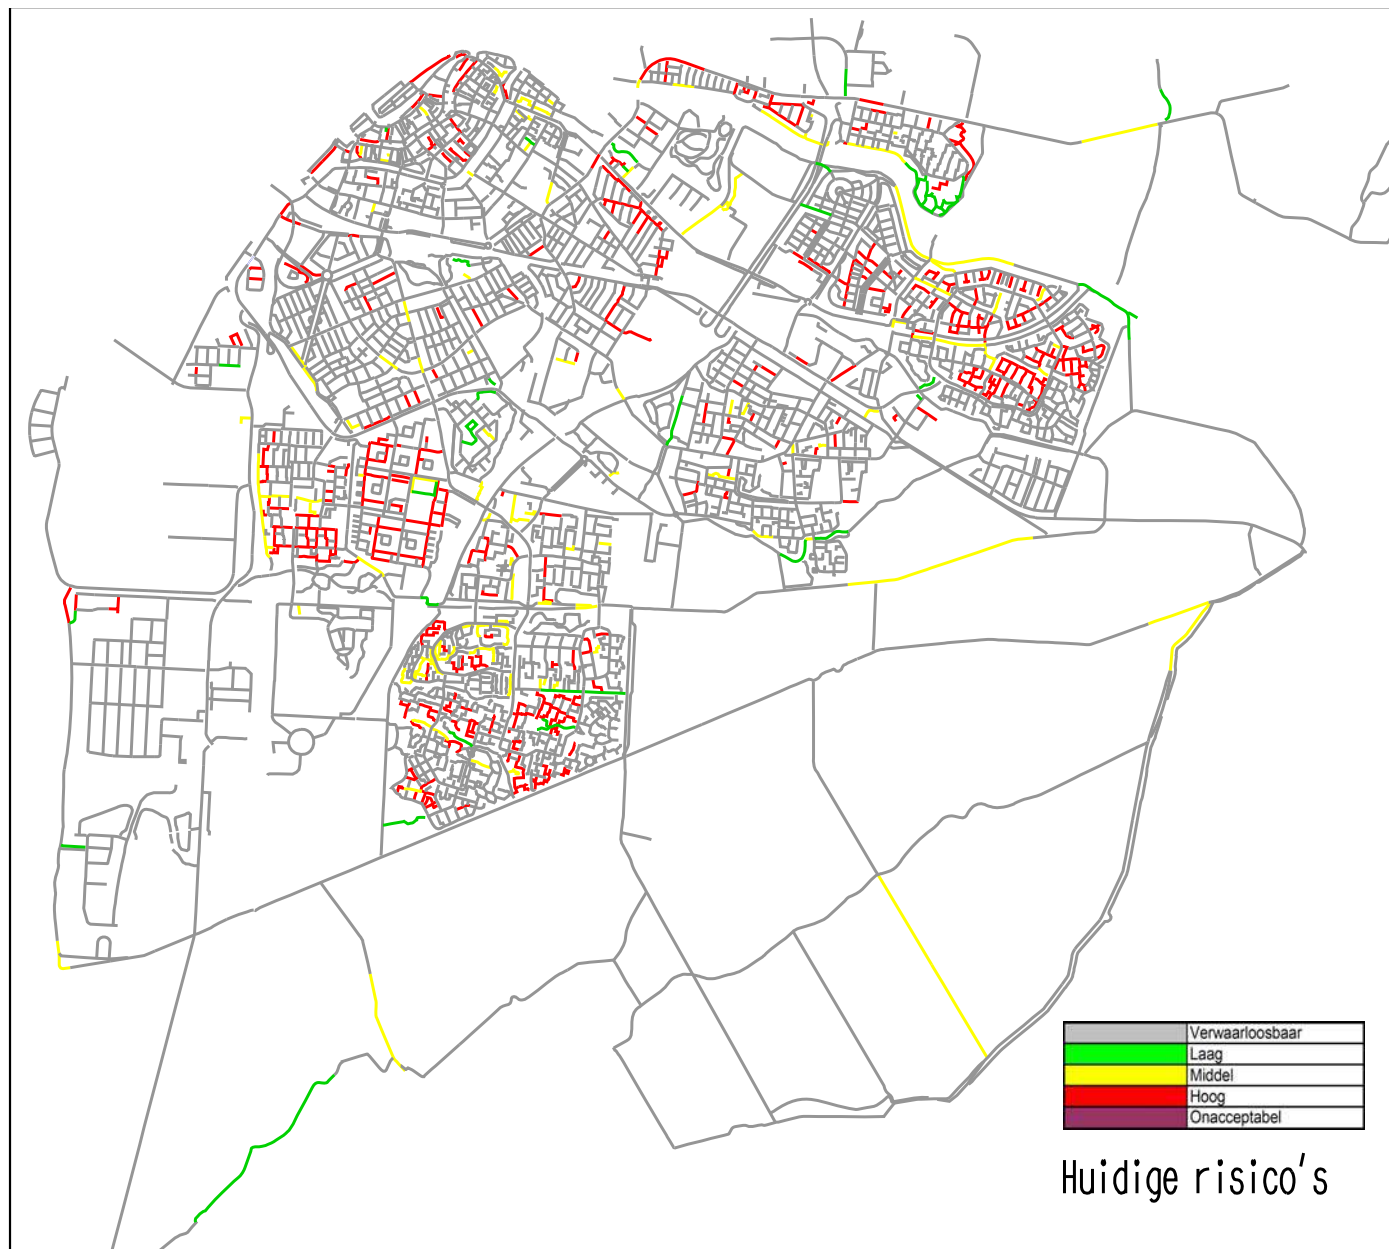 Verwaarloosbaar
Laag
Middel
Hoog
Onacceptabel
Huidige risico's